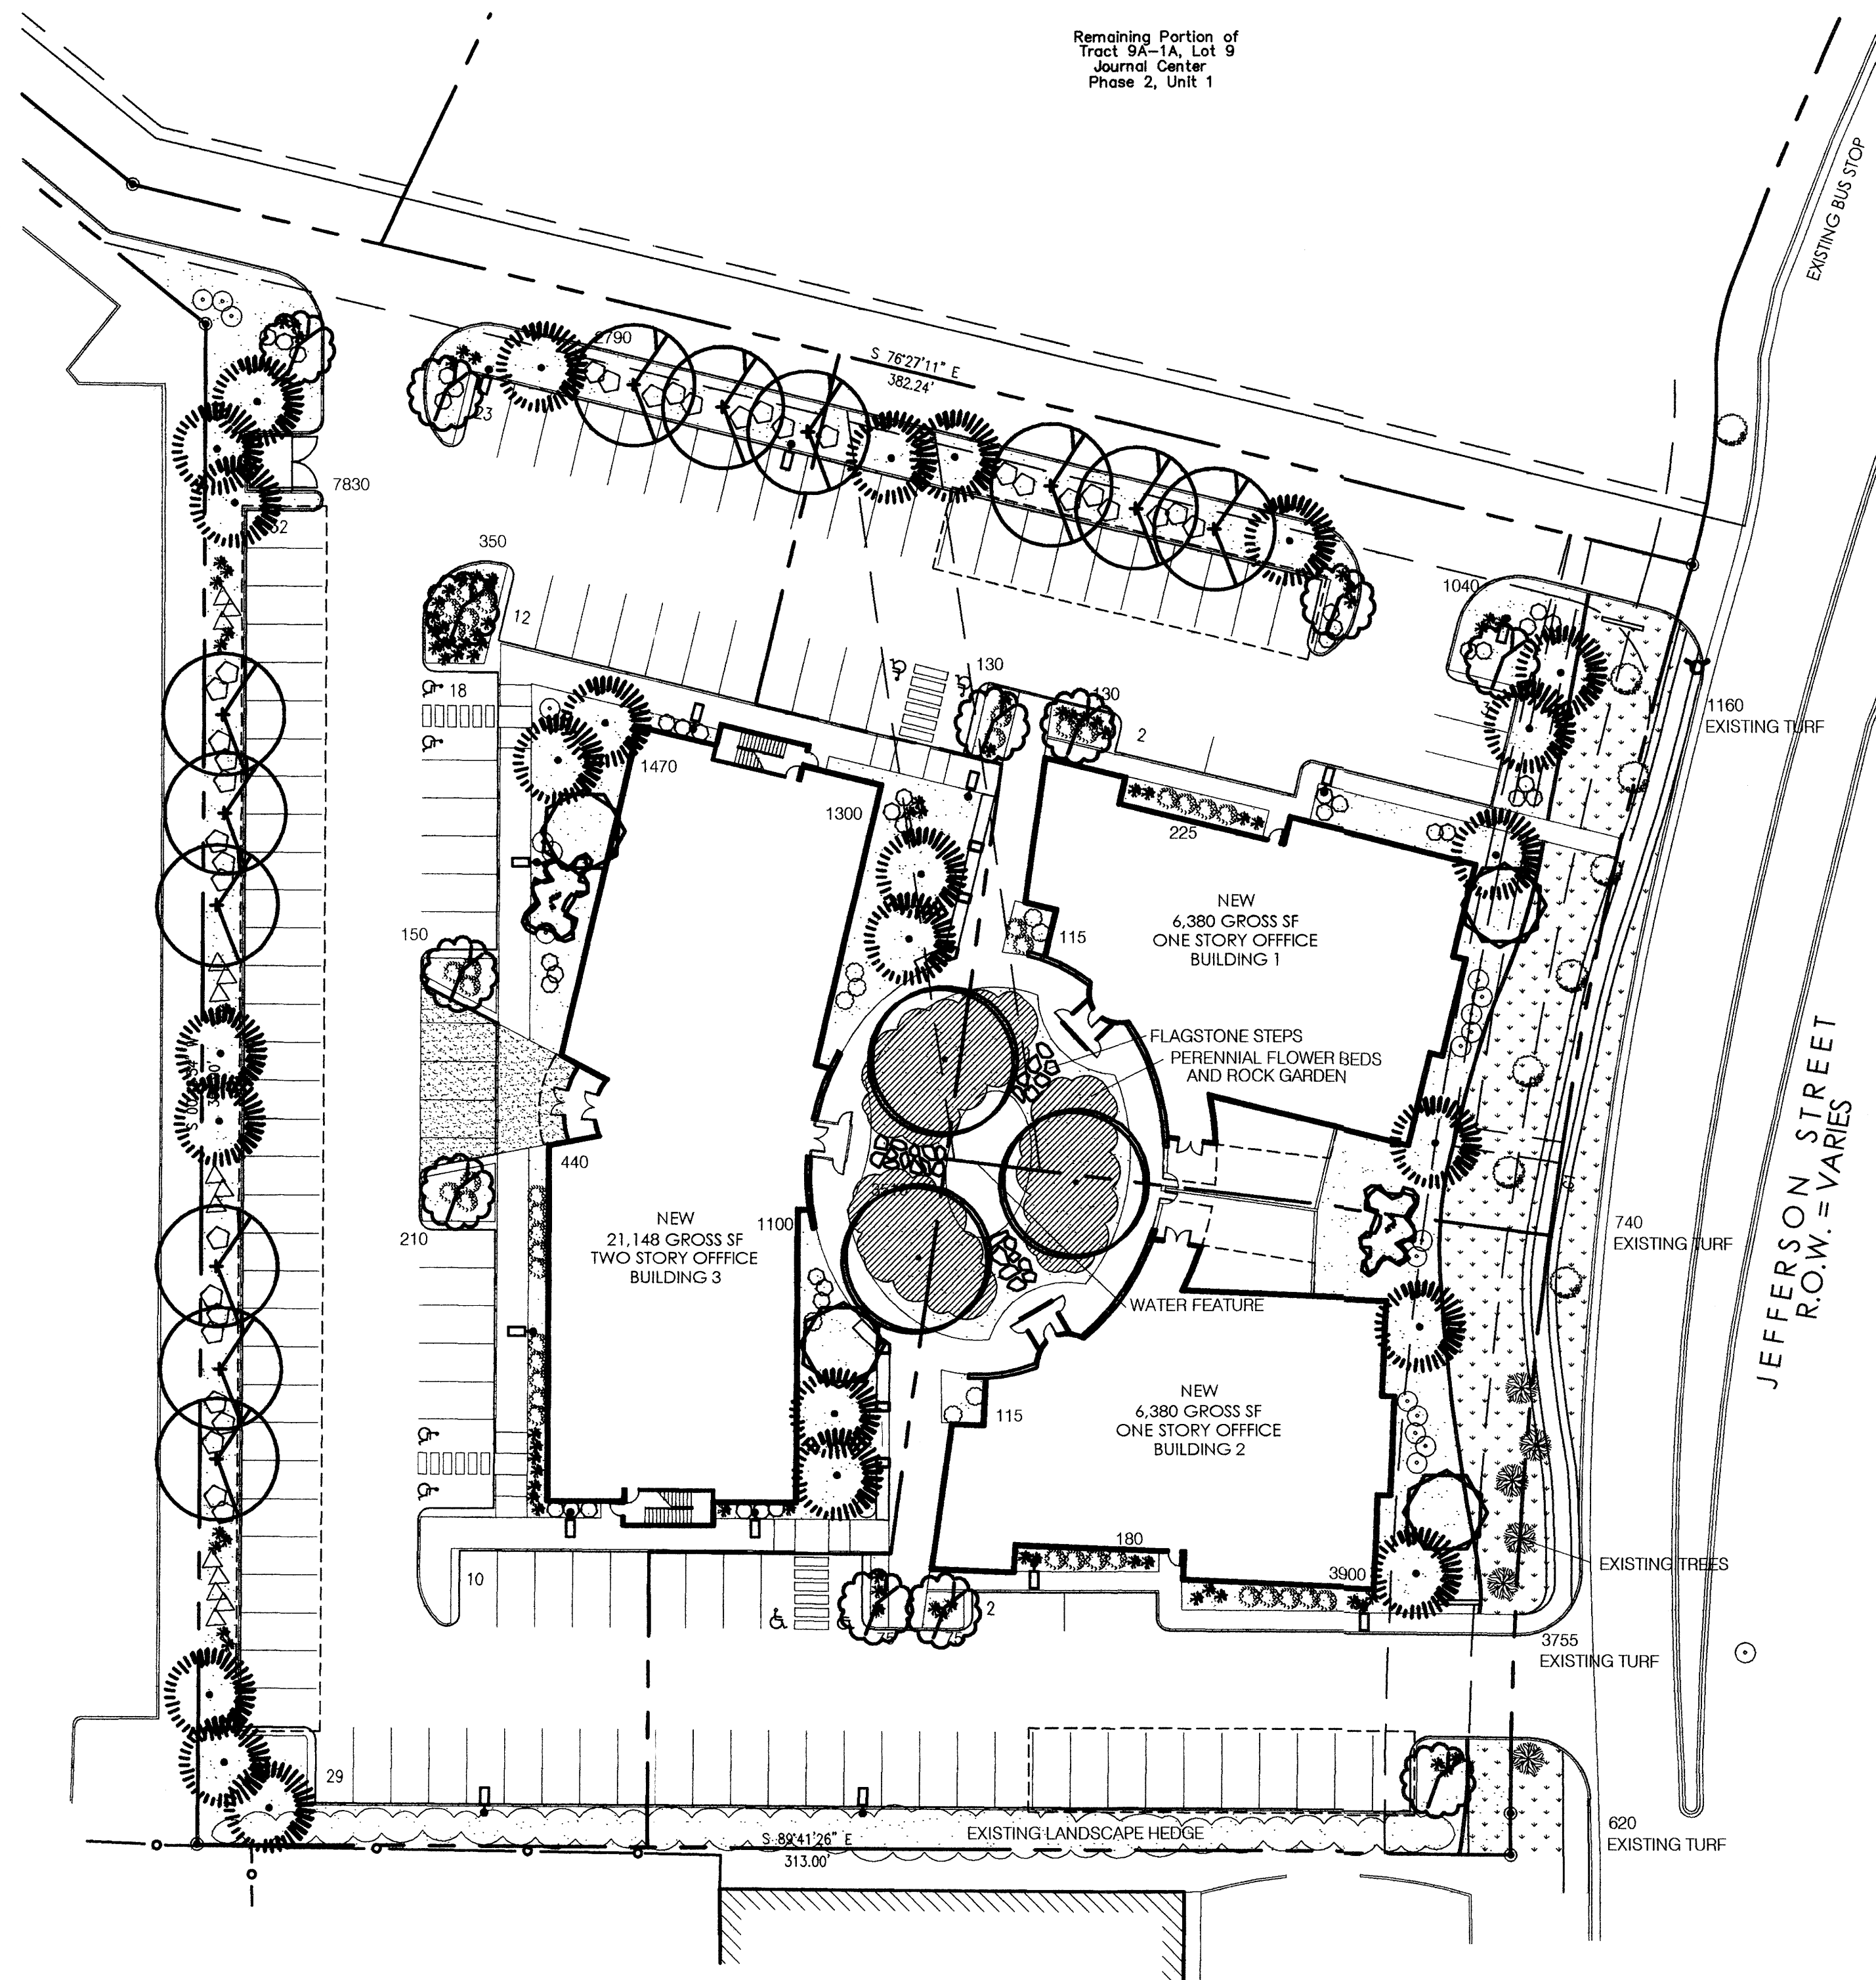 Remaining Portion of
Tract 9A-1A, Lot 9
Journal Center
Phase 2, Unit 1
EXISTING BUS STOP
2790
S 76°27'11" E
382.24'
23
7830
350
12
1040
18
130
130
2
1160
EXISTING TURF
1470
1300
225
150
115
NEW
6,380 GROSS SF
ONE STORY OFFFICE
BUILDING 1
FLAGSTONE STEPS
PERENNIAL FLOWER BEDS
AND ROCK GARDEN
440
210
NEW
21,148 GROSS SF
TWO STORY OFFFICE
BUILDING 3
1100
740
EXISTING TURF
JEFFERSON STREET
R.O.W. = VARIES
WATER FEATURE
115
NEW
6,380 GROSS SF
ONE STORY OFFFICE
BUILDING 2
180
3900
EXISTING TREES
10
2
75
75
3755
EXISTING TURF
29
EXISTING LANDSCAPE HEDGE
S 89°41'26" E
313.00'
620
EXISTING TURF